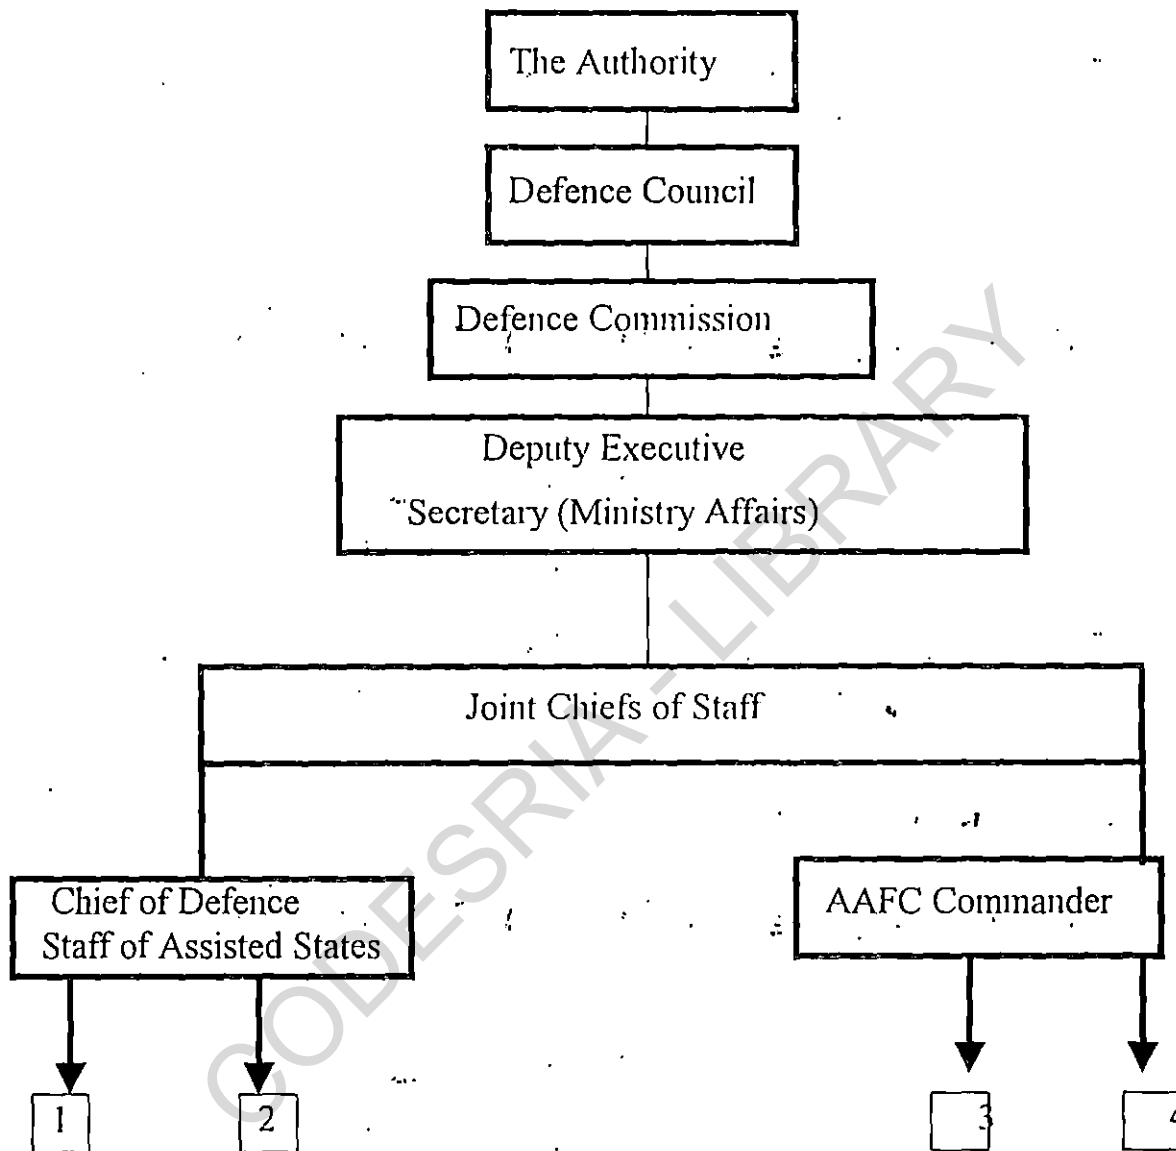 The Authority
Defence Council
Defence Commission
Deputy Executive
Secretary (Ministry Affairs)
Joint Chiefs of Staff
Chief of Defence
Staff of Assisted States
AAFC Commander
1
2
3
4
CODESRIA - LIBRARY